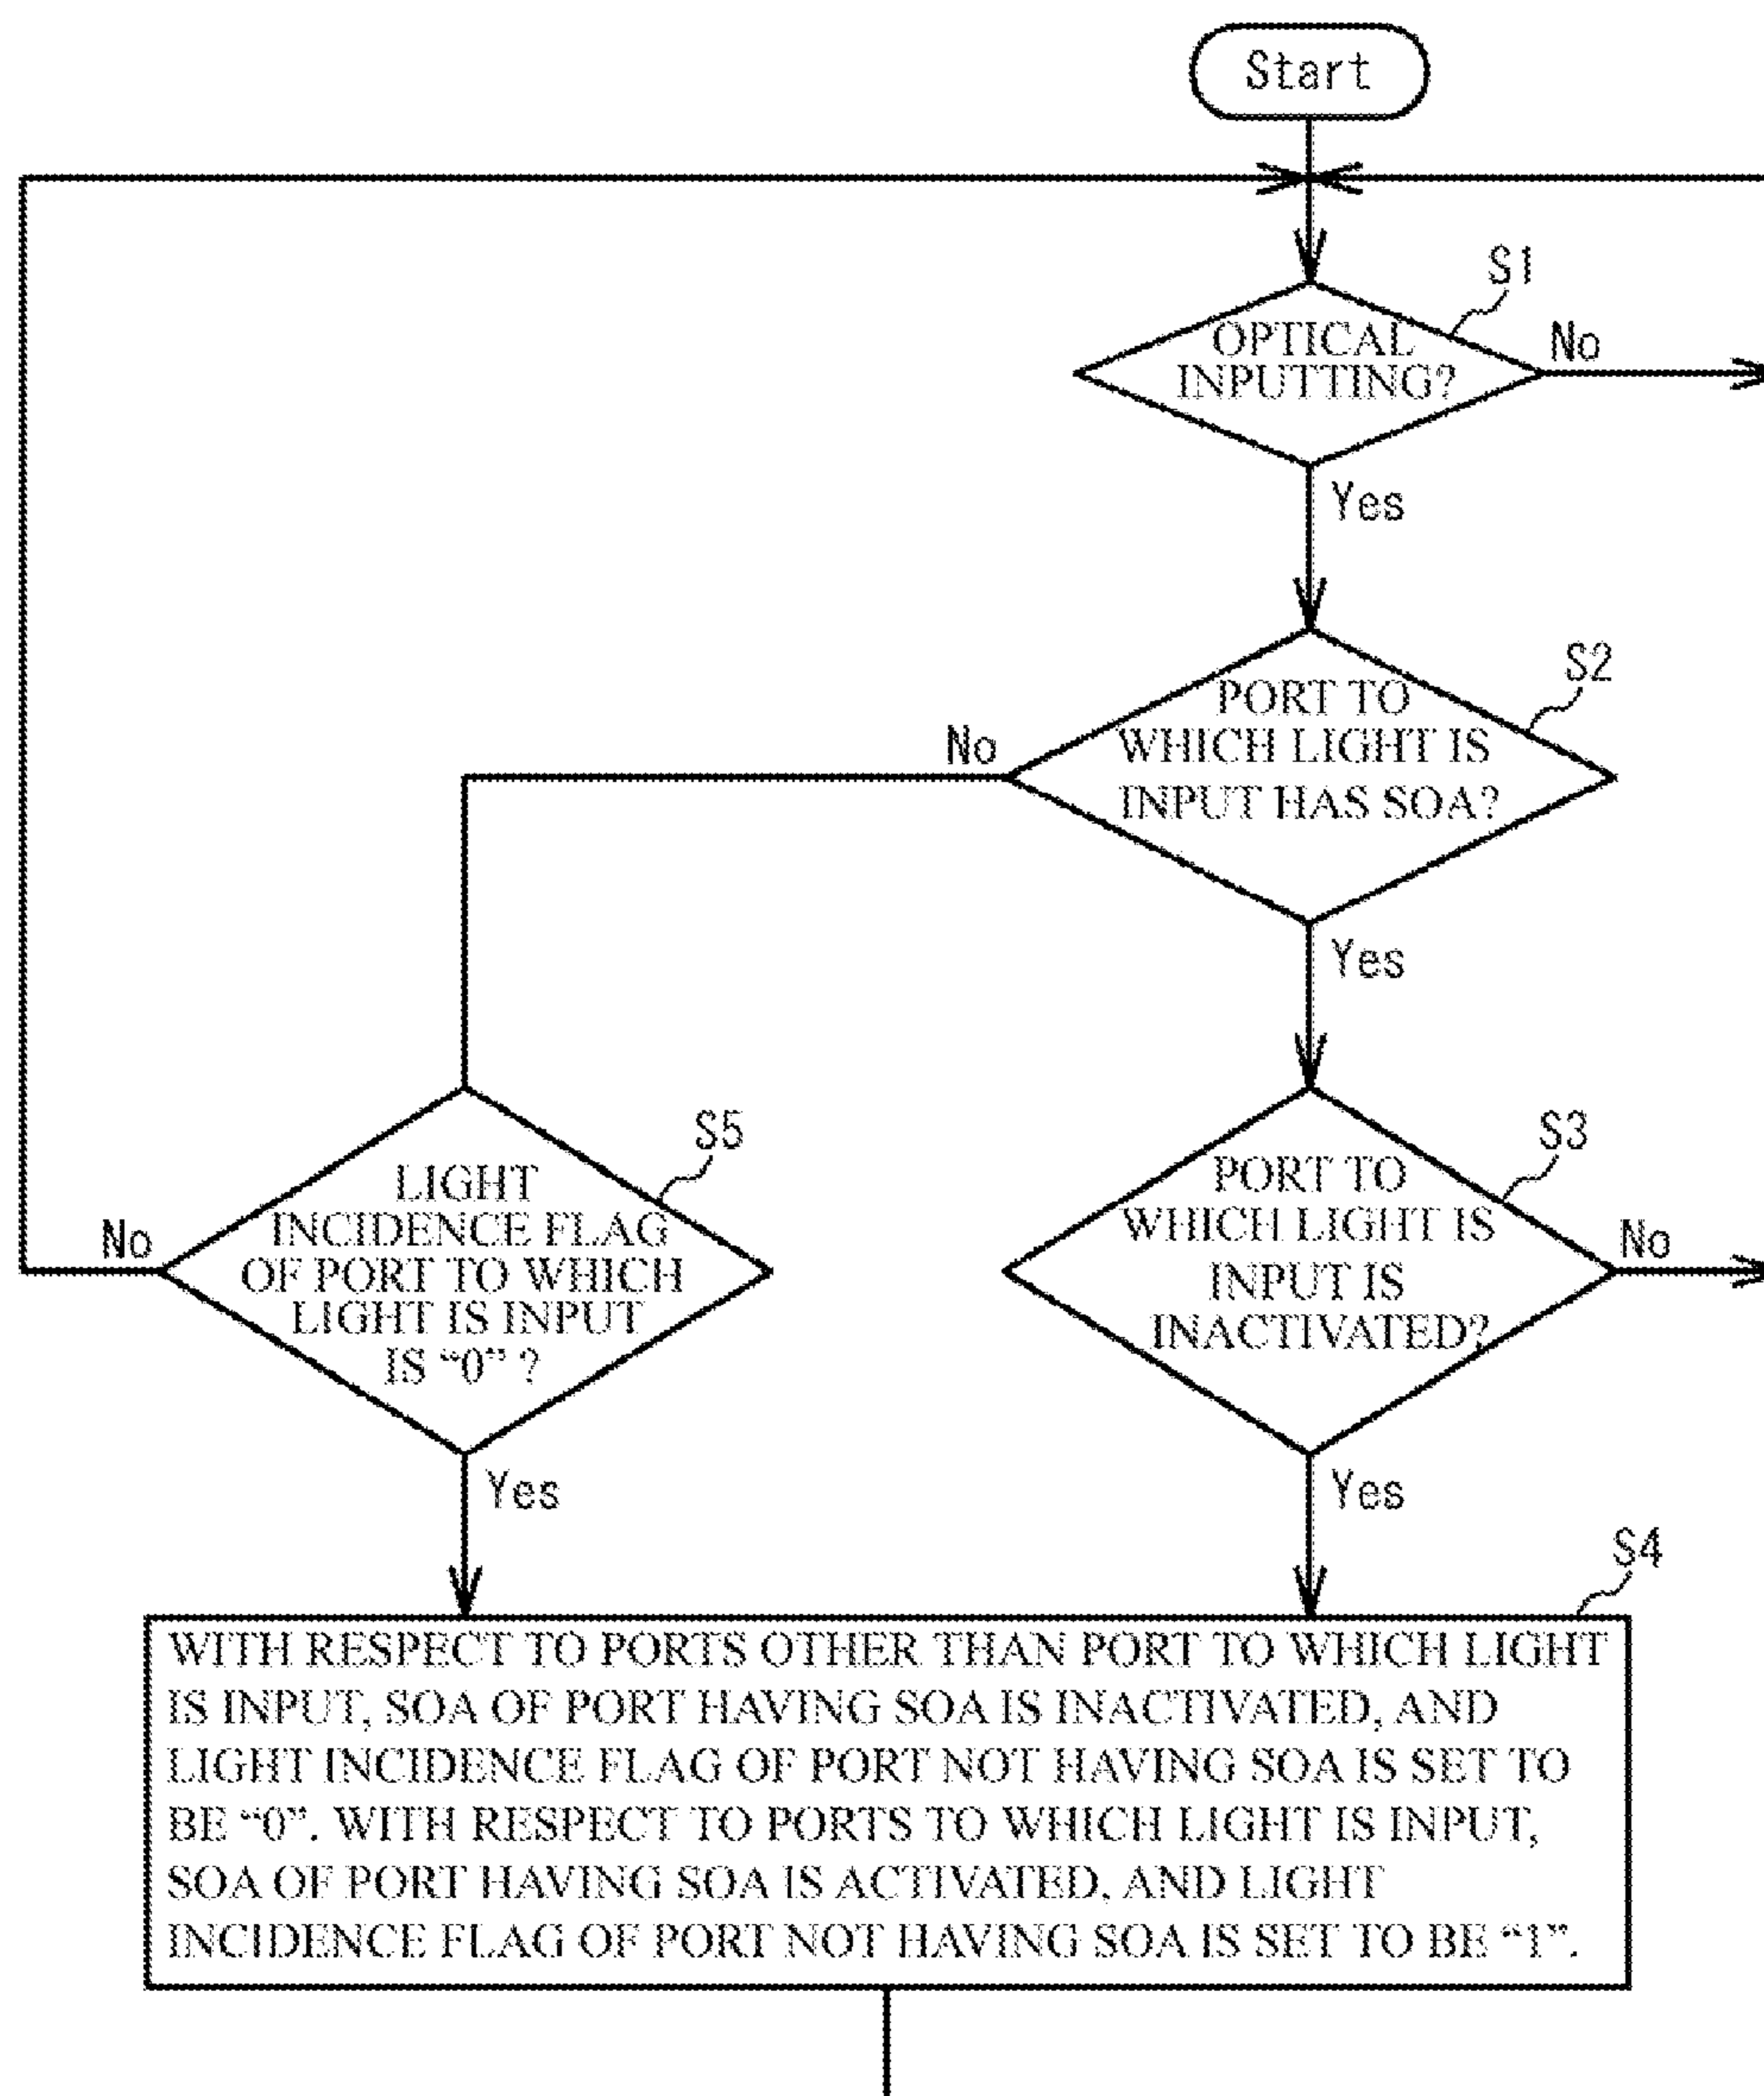 Start
S1
OPTICAL
INPUTTING?
No
Yes
S2
PORT TO
WHICH LIGHT IS
INPUT HAS SOA?
No
Yes
S5
LIGHT
INCIDENCE FLAG
OF PORT TO WHICH
LIGHT IS INPUT
IS “0” ?
No
Yes
S3
PORT TO
WHICH LIGHT IS
INPUT IS
INACTIVATED?
No
Yes
S4
WITH RESPECT TO PORTS OTHER THAN PORT TO WHICH LIGHT
IS INPUT, SOA OF PORT HAVING SOA IS INACTIVATED, AND
LIGHT INCIDENCE FLAG OF PORT NOT HAVING SOA IS SET TO
BE “0”. WITH RESPECT TO PORTS TO WHICH LIGHT IS INPUT,
SOA OF PORT HAVING SOA IS ACTIVATED, AND LIGHT
INCIDENCE FLAG OF PORT NOT HAVING SOA IS SET TO BE “1”.